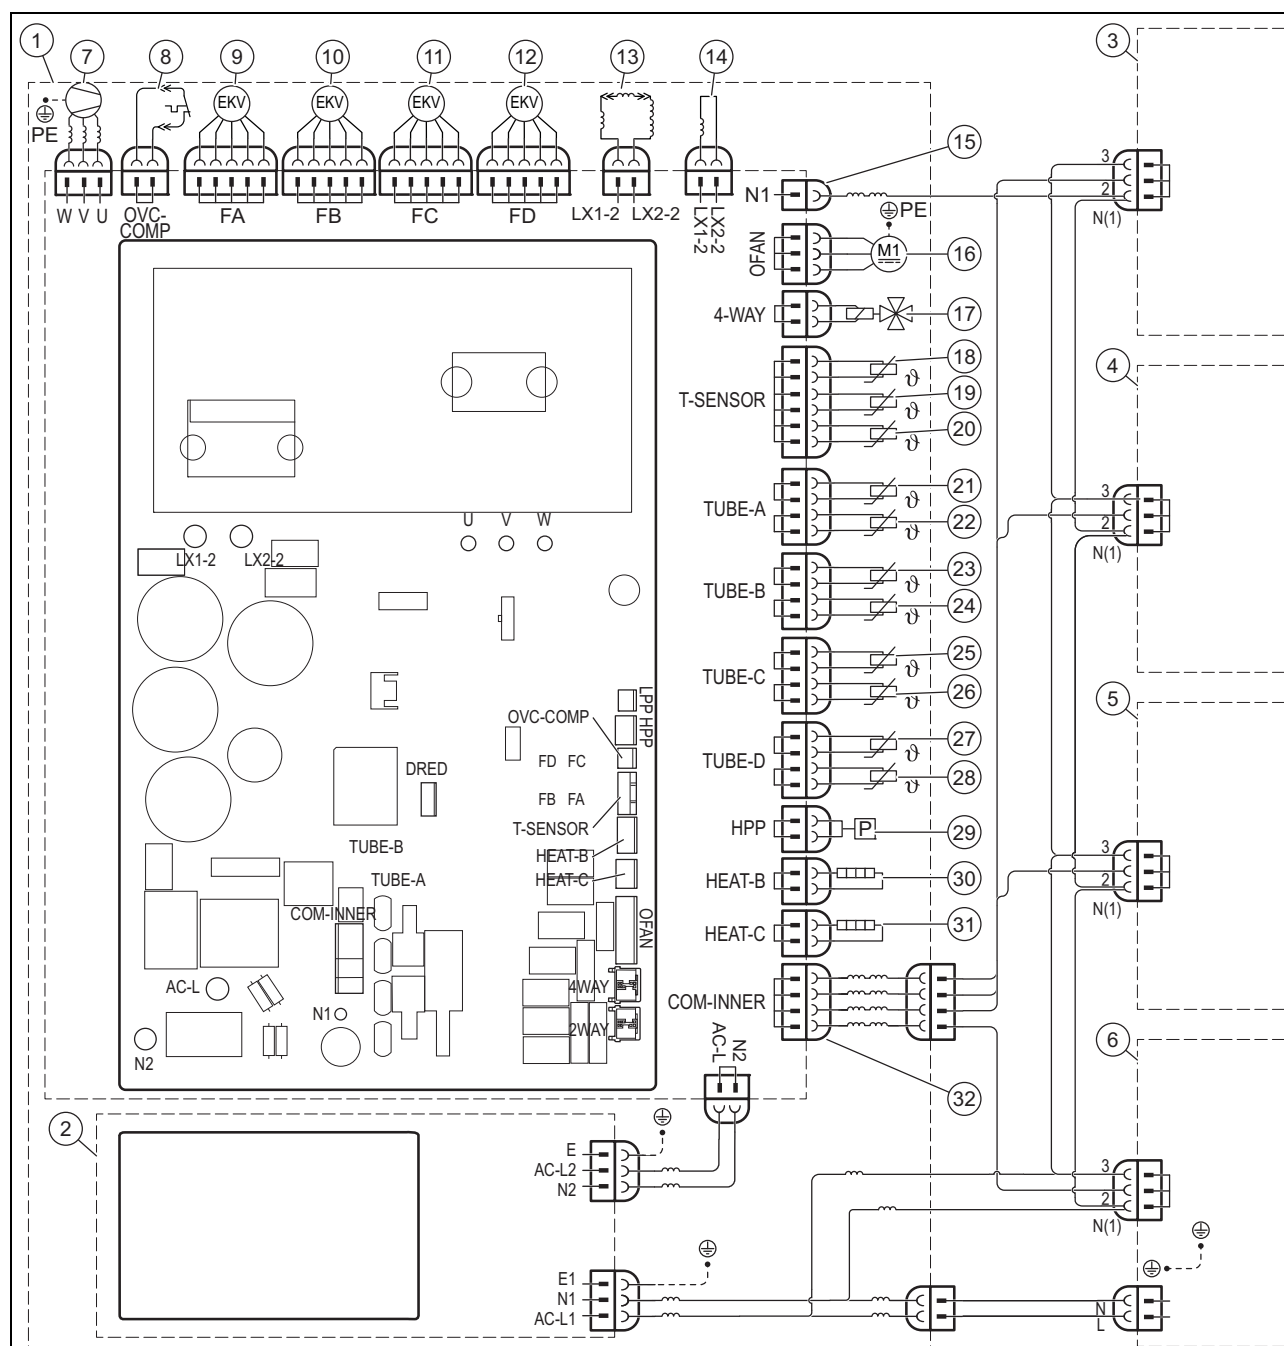 1
7
8
9
10
11
12
13
14
3
EKV
EKV
EKV
EKV
PE
W V U
OVC-
COMP
FA
FB
FC
FD
LX1-2 LX2-2
LX1-2
LX2-2
N1
15
3
2
N(1)
PE
OFAN
M1
16
4-WAY
17
T-SENSOR
18
ϑ
19
ϑ
20
ϑ
4
TUBE-A
21
ϑ
22
ϑ
3
2
N(1)
U V W
LX1-2 LX2-2
TUBE-B
23
ϑ
24
ϑ
TUBE-C
25
ϑ
26
ϑ
5
LPP
HPP
OVC-COMP
FD FC
DRED
FB FA
T-SENSOR
TUBE-B
HEAT-B
TUBE-A
HEAT-C
COM-INNER
OFAN
AC-L
4WAY
N1
2WAY
N2
TUBE-D
27
ϑ
28
ϑ
HPP
P
29
HEAT-B
30
3
2
N(1)
HEAT-C
31
COM-INNER
AC-L
N2
32
6
2
E
AC-L2
N2
3
2
N(1)
E1
N1
AC-L1
N
L